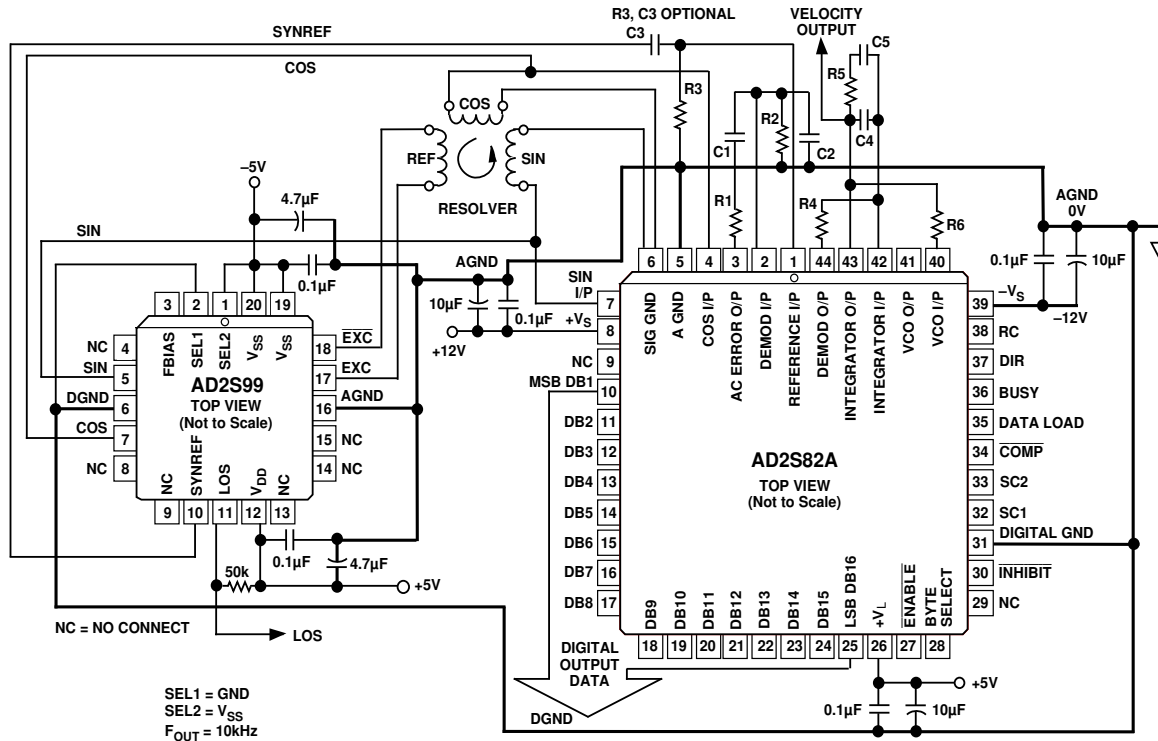 R3, C3 OPTIONAL
VELOCITY
OUTPUT
SYNREF
C3
C5
COS
R5
R3
COS
R2
C4
C1
C2
REF
SIN
–5V
4.7µF
RESOLVER
R1
R4
R6
AGND
0V
SIN
0.1µF
AGND
SIN
I/P
10µF
0.1µF
+VS
+12V
0.1µF
10µF
–VS
–12V
3 2 1 20 19
FBIAS
SEL1
SEL2
VSS
VSS
NC 4
SIN 5
DGND 6
COS 7
NC 8
AD2S99
TOP VIEW
(Not to Scale)
18 EXC
17 EXC
16 AGND
15 NC
14 NC
NC
SYNREF
LOS
VDD
NC
9 10 11 12 13
0.1µF
4.7µF
50k
+5V
LOS
NC = NO CONNECT
SEL1 = GND
SEL2 = VSS
FOUT = 10kHz
6 5 4 3 2 1 44 43 42 41 40
SIG GND
A GND
COS I/P
AC ERROR O/P
DEMOD I/P
REFERENCE I/P
DEMOD O/P
INTEGRATOR O/P
INTEGRATOR I/P
VCO O/P
VCO I/P
7
8
NC 9
MSB DB1 10
DB2 11
DB3 12
DB4 13
DB5 14
DB6 15
DB7 16
DB8 17
AD2S82A
TOP VIEW
(Not to Scale)
39
38 RC
37 DIR
36 BUSY
35 DATA LOAD
34 COMP
33 SC2
32 SC1
31 DIGITAL GND
30 INHIBIT
29 NC
DB9
DB10
DB11
DB12
DB13
DB14
DB15
LSB DB16
+VL
ENABLE
BYTE
SELECT
18 19 20 21 22 23 24 25 26 27 28
DIGITAL
OUTPUT
DATA
DGND
+5V
0.1µF
10µF